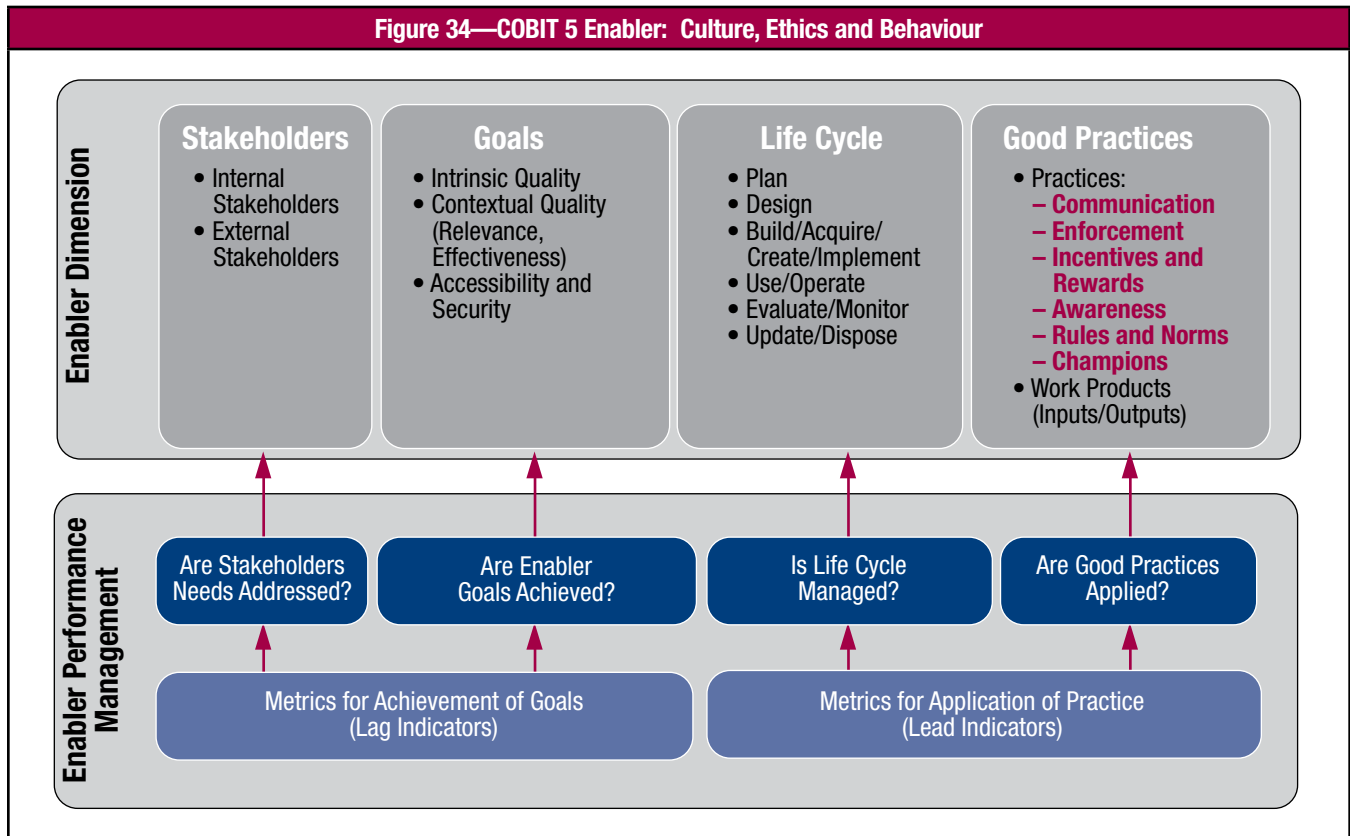 Figure 34—COBIT 5 Enabler: Culture, Ethics and Behaviour
Enabler Dimension
Stakeholders
• Internal
Stakeholders
• External
Stakeholders
Goals
• Intrinsic Quality
• Contextual Quality
(Relevance,
Effectiveness)
• Accessibility and
Security
Life Cycle
• Plan
• Design
• Build/Acquire/
Create/Implement
• Use/Operate
• Evaluate/Monitor
• Update/Dispose
Good Practices
• Practices:
– Communication
– Enforcement
– Incentives and
Rewards
– Awareness
– Rules and Norms
– Champions
• Work Products
(Inputs/Outputs)
Enabler Performance
Management
Are Stakeholders
Needs Addressed?
Are Enabler
Goals Achieved?
Is Life Cycle
Managed?
Are Good Practices
Applied?
Metrics for Achievement of Goals
(Lag Indicators)
Metrics for Application of Practice
(Lead Indicators)